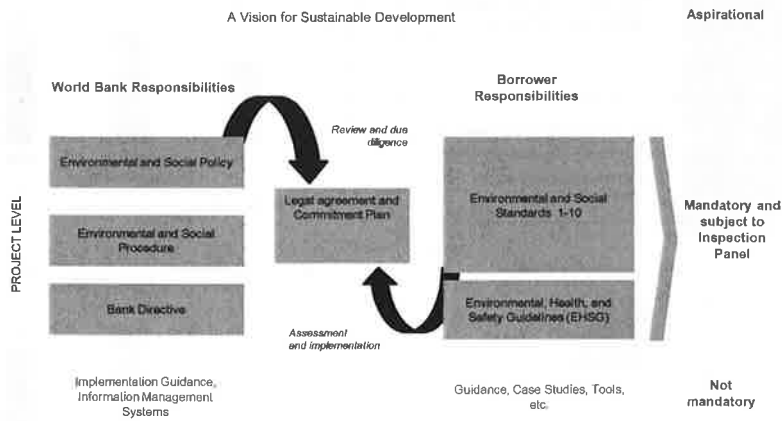 A Vision for Sustainable Development
Aspirational
World Bank Responsibilities
Borrower
Responsibilities
Review and due
diligence
Environmental and Social Policy
Legal agreement and
Commitment Plan
Environmental and Social
Standards 1-10
PROJECT LEVEL
Environmental and Social
Procedure
Mandatory and
subject to
Inspection
Panel
Bank Directive
Environmental, Health, and
Safety Guidelines (EHSG)
Assessment
and implementation
Implementation Guidance,
Information Management
Systems
Guidance, Case Studies, Tools,
etc.
Not
mandatory